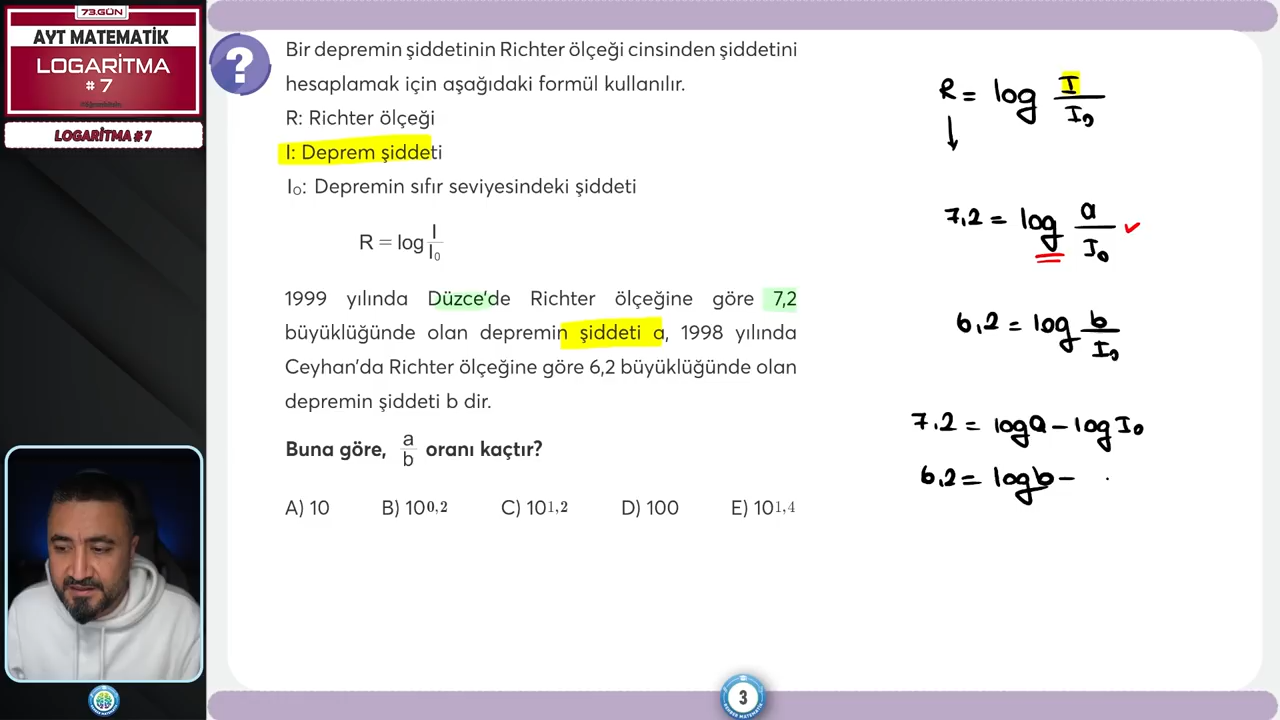 73.GÜN
AYT MATEMATİK
LOGARİTMA
# 7
LOGARİTMA # 7
?
Bir depremin şiddetinin Richter ölçeği cinsinden şiddetini
hesaplamak için aşağıdaki formül kullanılır.
R: Richter ölçeği
I: Deprem şiddeti
I₀: Depremin sıfır seviyesindeki şiddeti
R = log I/I₀
1999 yılında Düzce'de Richter ölçeğine göre 7,2
büyüklüğünde olan depremin şiddeti a, 1998 yılında
Ceyhan'da Richter ölçeğine göre 6,2 büyüklüğünde olan
depremin şiddeti b dir.
Buna göre, a/b oranı kaçtır?
A) 10 B) 10^0,2 C) 10^1,2 D) 100 E) 10^1,4
R = log I/I₀
7,2 = log a/I₀
6,2 = log b/I₀
7.2 = log a - log I₀
6.2 = log b -
3